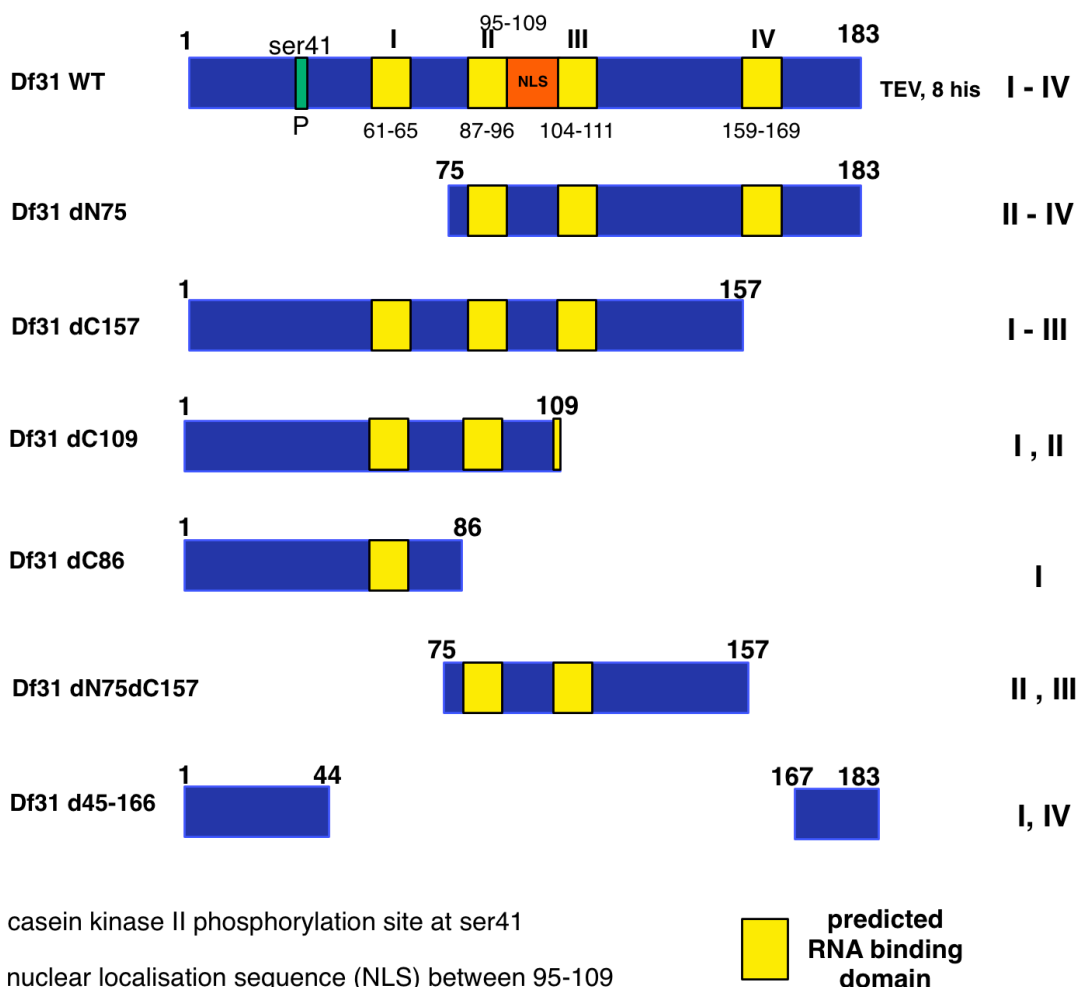 95-109
1
ser41
I
II
III
IV
183
Df31 WT
NLS
TEV, 8 his
I - IV
P
61-65
87-96
104-111
159-169
75
183
Df31 dN75
II - IV
1
157
Df31 dC157
I - III
1
109
Df31 dC109
I , II
1
86
Df31 dC86
I
75
157
Df31 dN75dC157
II , III
1
44
167
183
Df31 d45-166
I, IV
casein kinase II phosphorylation site at ser41
nuclear localisation sequence (NLS) between 95-109
predicted
RNA binding
domain